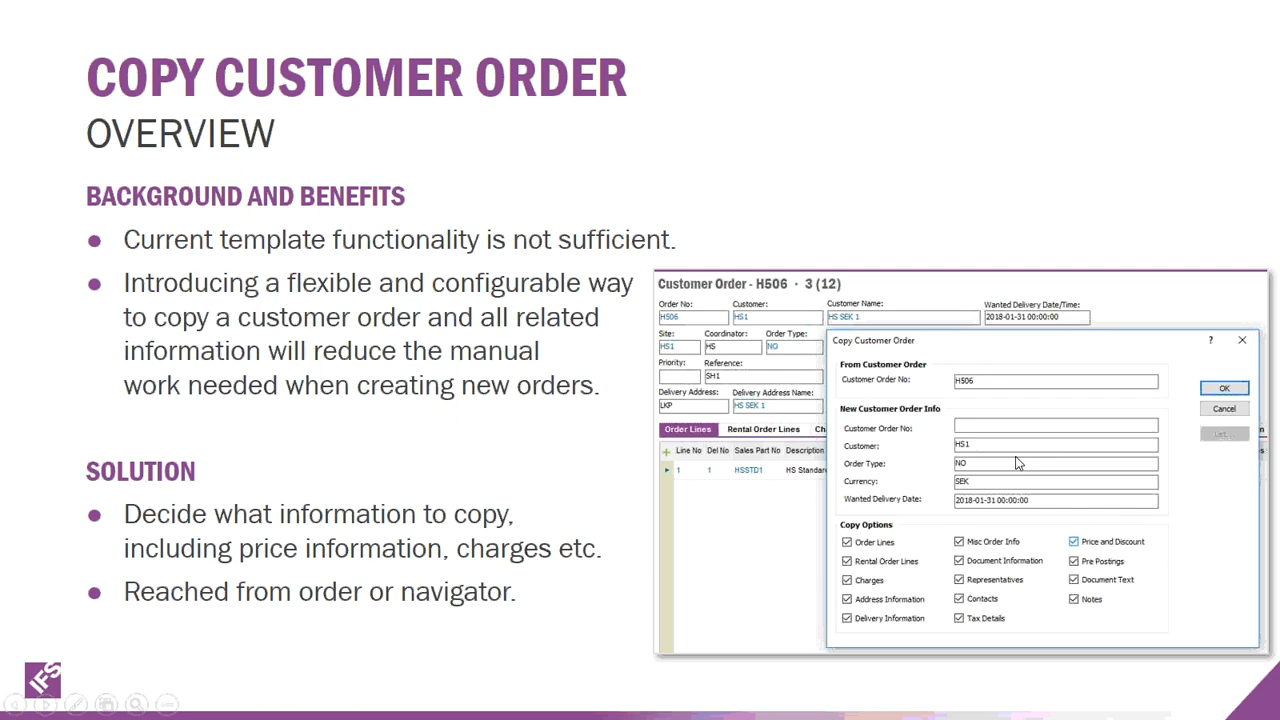 COPY CUSTOMER ORDER
OVERVIEW
BACKGROUND AND BENEFITS
● Current template functionality is not sufficient.
● Introducing a flexible and configurable way
to copy a customer order and all related
information will reduce the manual
work needed when creating new orders.
SOLUTION
● Decide what information to copy,
including price information, charges etc.
● Reached from order or navigator.
Customer Order - H506 · 3 (12)
Order No: Customer: Customer Name: Wanted Delivery Date/Time:
H506 HS1 HS SEK 1 2018-01-31 00:00:00
Site: Coordinator: Order Type:
HS1 HS NO
Priority: Reference:
SH1
Delivery Address: Delivery Address Name:
LKP HS SEK 1
Order Lines Rental Order Lines Ch
Line No Del No Sales Part No Description
1 1 HSSTD1 HS Standa
Copy Customer Order ?
From Customer Order
Customer Order No: H506
OK
Cancel
List...
New Customer Order Info
Customer Order No:
Customer: HS1
Order Type: NO
Currency: SEK
Wanted Delivery Date: 2018-01-31 00:00:00
Copy Options
Order Lines Misc Order Info Price and Discount
Rental Order Lines Document Information Pre Postings
Charges Representatives Document Text
Address Information Contacts Notes
Delivery Information Tax Details
IFS